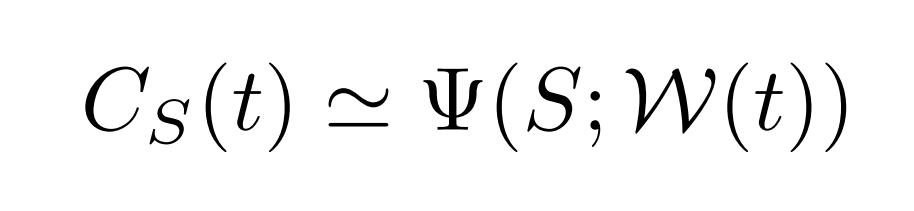 C_S(t) ≃ Ψ(S; 𝒲(t))